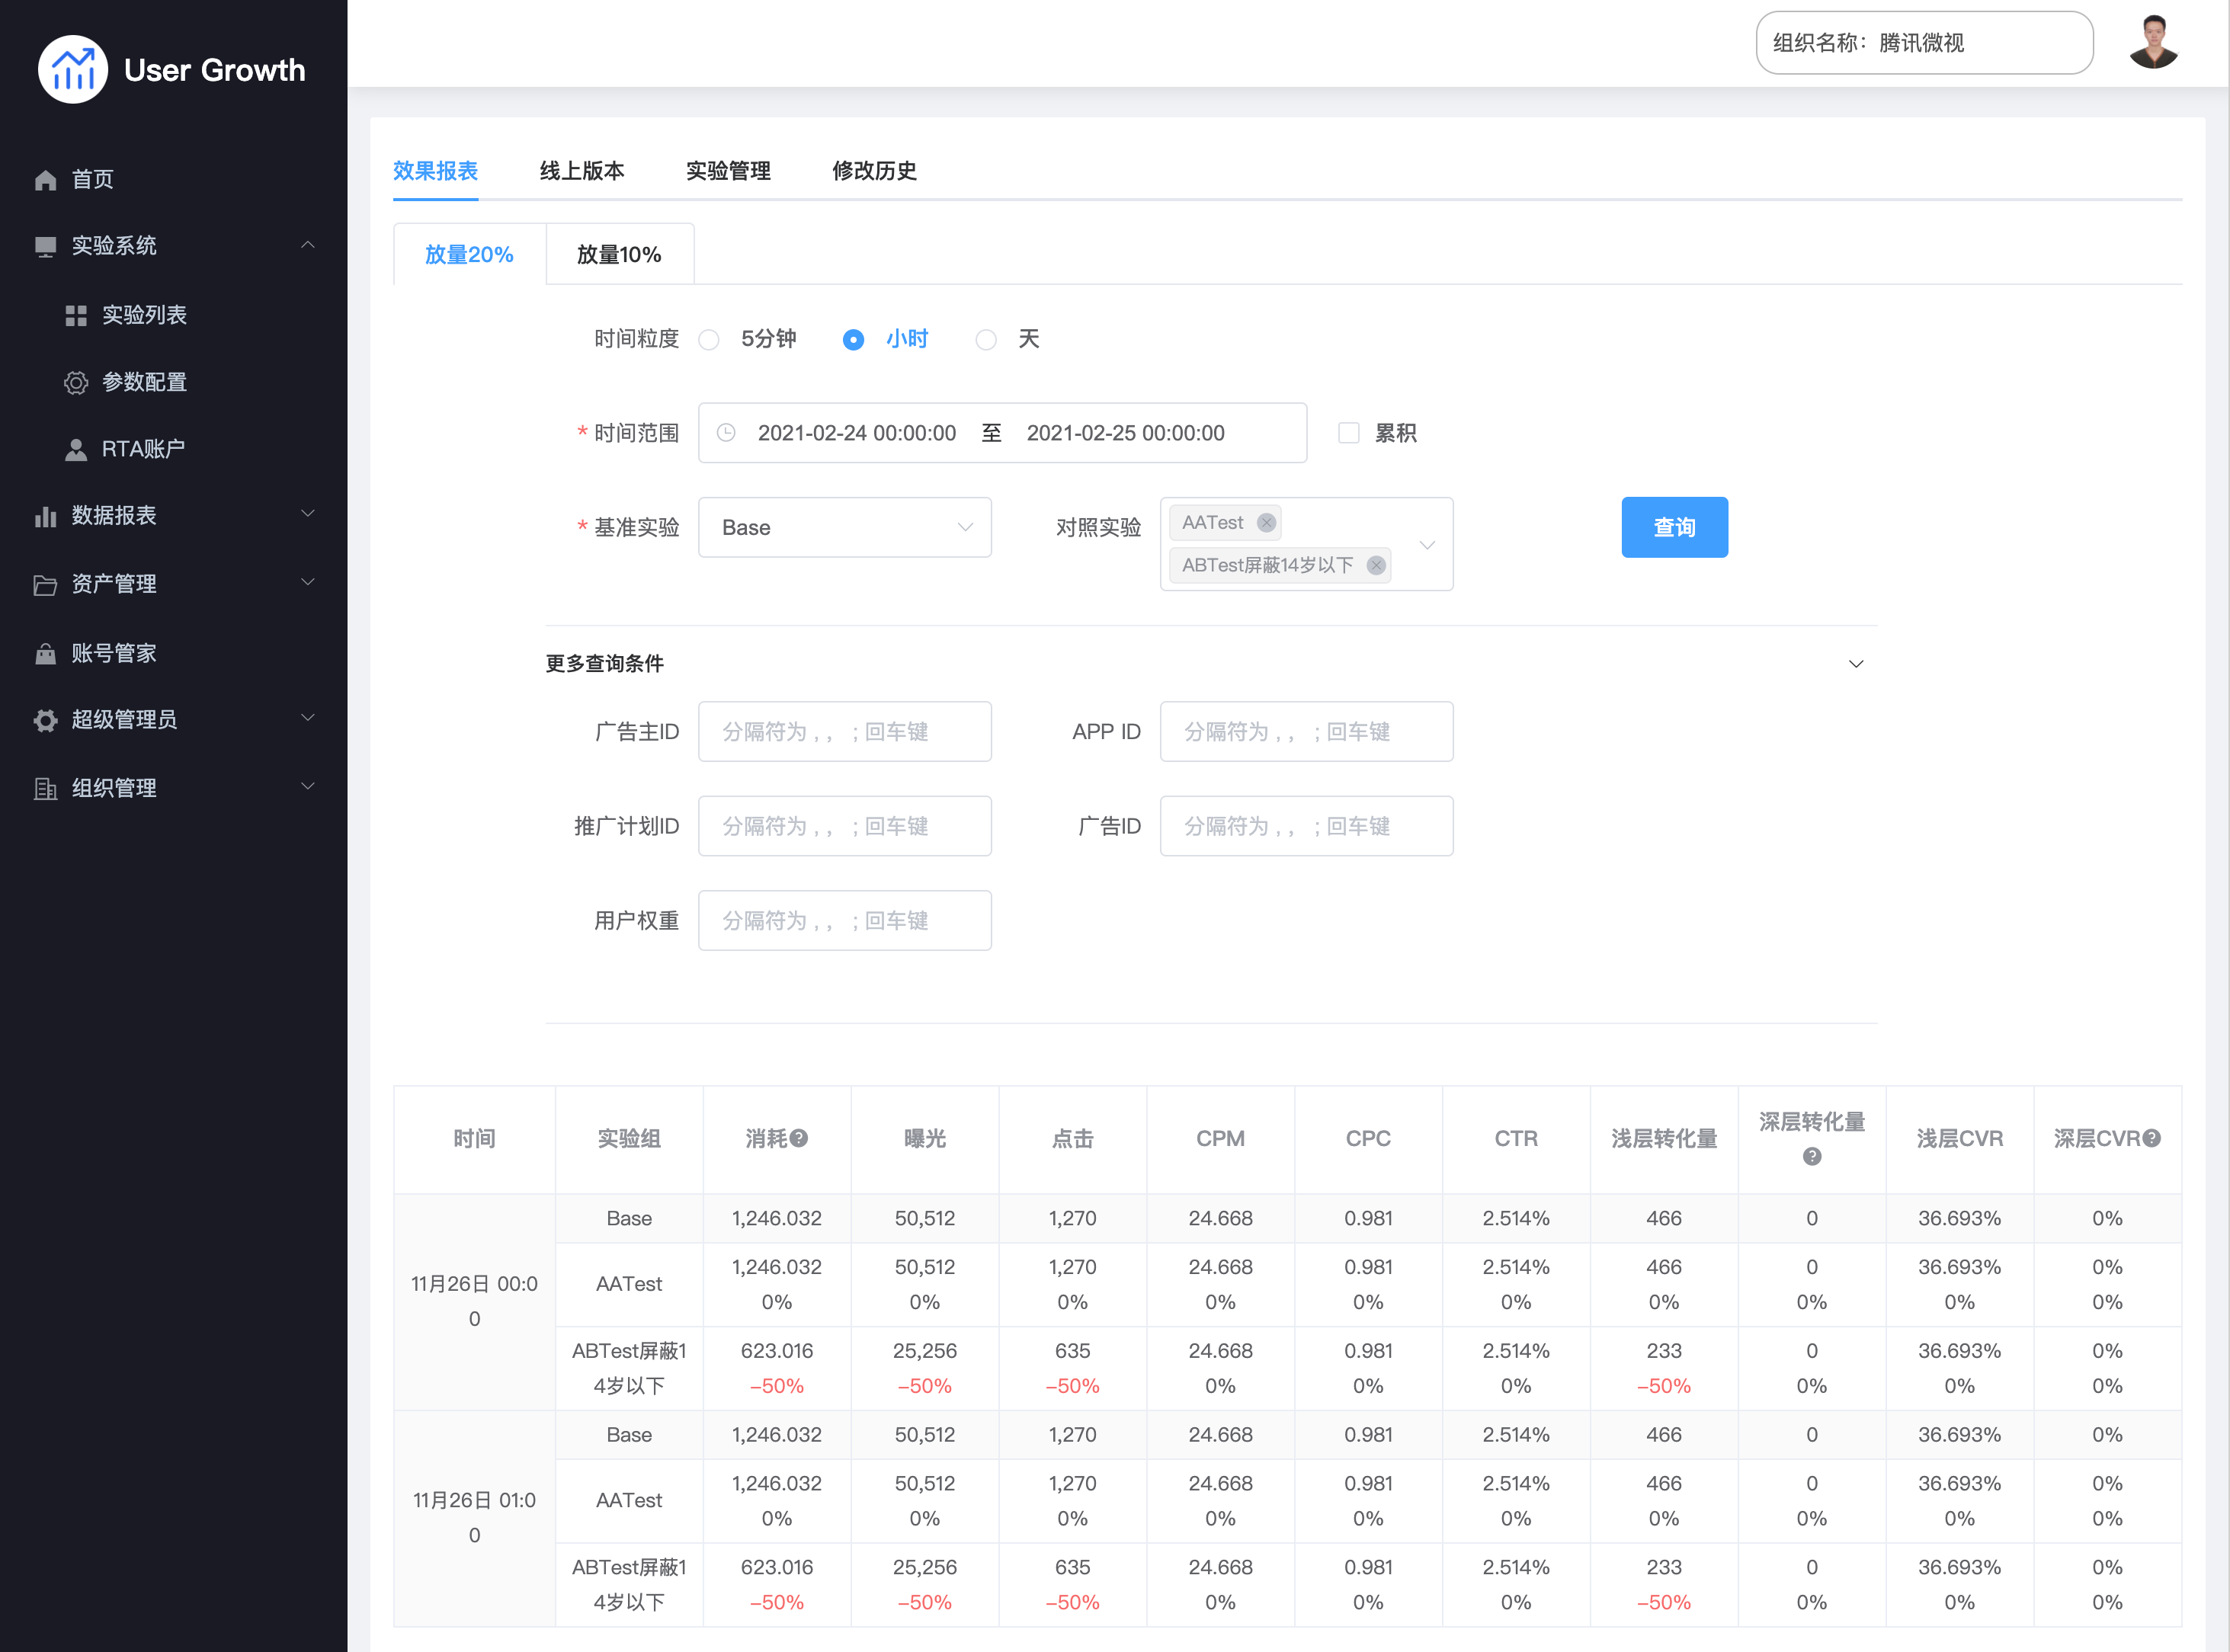 User Growth
组织名称：腾讯微视
首页
实验系统
实验列表
参数配置
RTA账户
数据报表
资产管理
账号管家
超级管理员
组织管理
效果报表 线上版本 实验管理 修改历史
放量20% 放量10%
时间粒度 5分钟 小时 天
* 时间范围 2021-02-24 00:00:00 至 2021-02-25 00:00:00 累积
* 基准实验 Base 对照实验 AATest
ABTest屏蔽14岁以下
查询
更多查询条件
广告主ID 分隔符为 , ， ; 回车键 APP ID 分隔符为 , ， ; 回车键
推广计划ID 分隔符为 , ， ; 回车键 广告ID 分隔符为 , ， ; 回车键
用户权重 分隔符为 , ， ; 回车键
时间 实验组 消耗? 曝光 点击 CPM CPC CTR 浅层转化量 深层转化量? 浅层CVR 深层CVR?
11月26日 00:0
0
Base 1,246.032 50,512 1,270 24.668 0.981 2.514% 466 0 36.693% 0%
AATest 1,246.032 50,512 1,270 24.668 0.981 2.514% 466 0 36.693% 0%
0% 0% 0% 0% 0% 0% 0% 0% 0% 0%
ABTest屏蔽1 623.016 25,256 635 24.668 0.981 2.514% 233 0 36.693% 0%
4岁以下 –50% –50% –50% 0% 0% 0% –50% 0% 0% 0%
11月26日 01:0
0
Base 1,246.032 50,512 1,270 24.668 0.981 2.514% 466 0 36.693% 0%
AATest 1,246.032 50,512 1,270 24.668 0.981 2.514% 466 0 36.693% 0%
0% 0% 0% 0% 0% 0% 0% 0% 0% 0%
ABTest屏蔽1 623.016 25,256 635 24.668 0.981 2.514% 233 0 36.693% 0%
4岁以下 –50% –50% –50% 0% 0% 0% –50% 0% 0% 0%